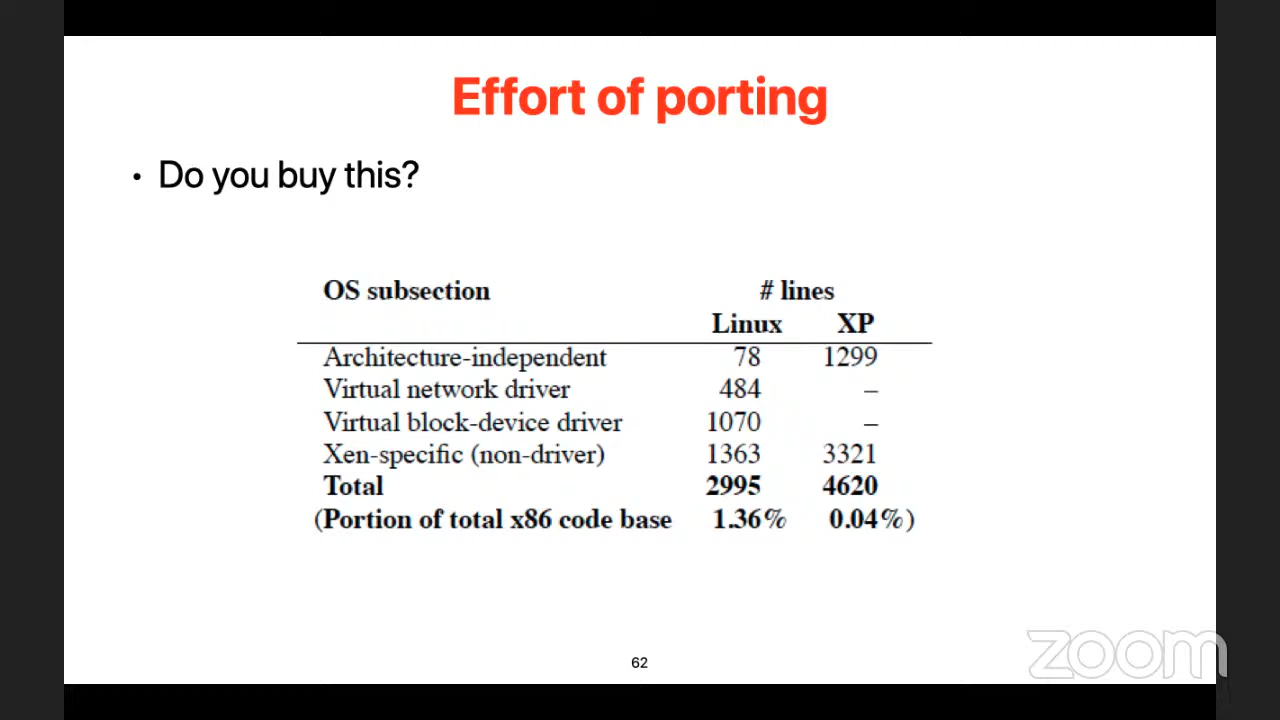 Effort of porting
• Do you buy this?
OS subsection # lines
Linux XP
Architecture-independent 78 1299
Virtual network driver 484 –
Virtual block-device driver 1070 –
Xen-specific (non-driver) 1363 3321
Total 2995 4620
(Portion of total x86 code base 1.36% 0.04%)
62
zoom